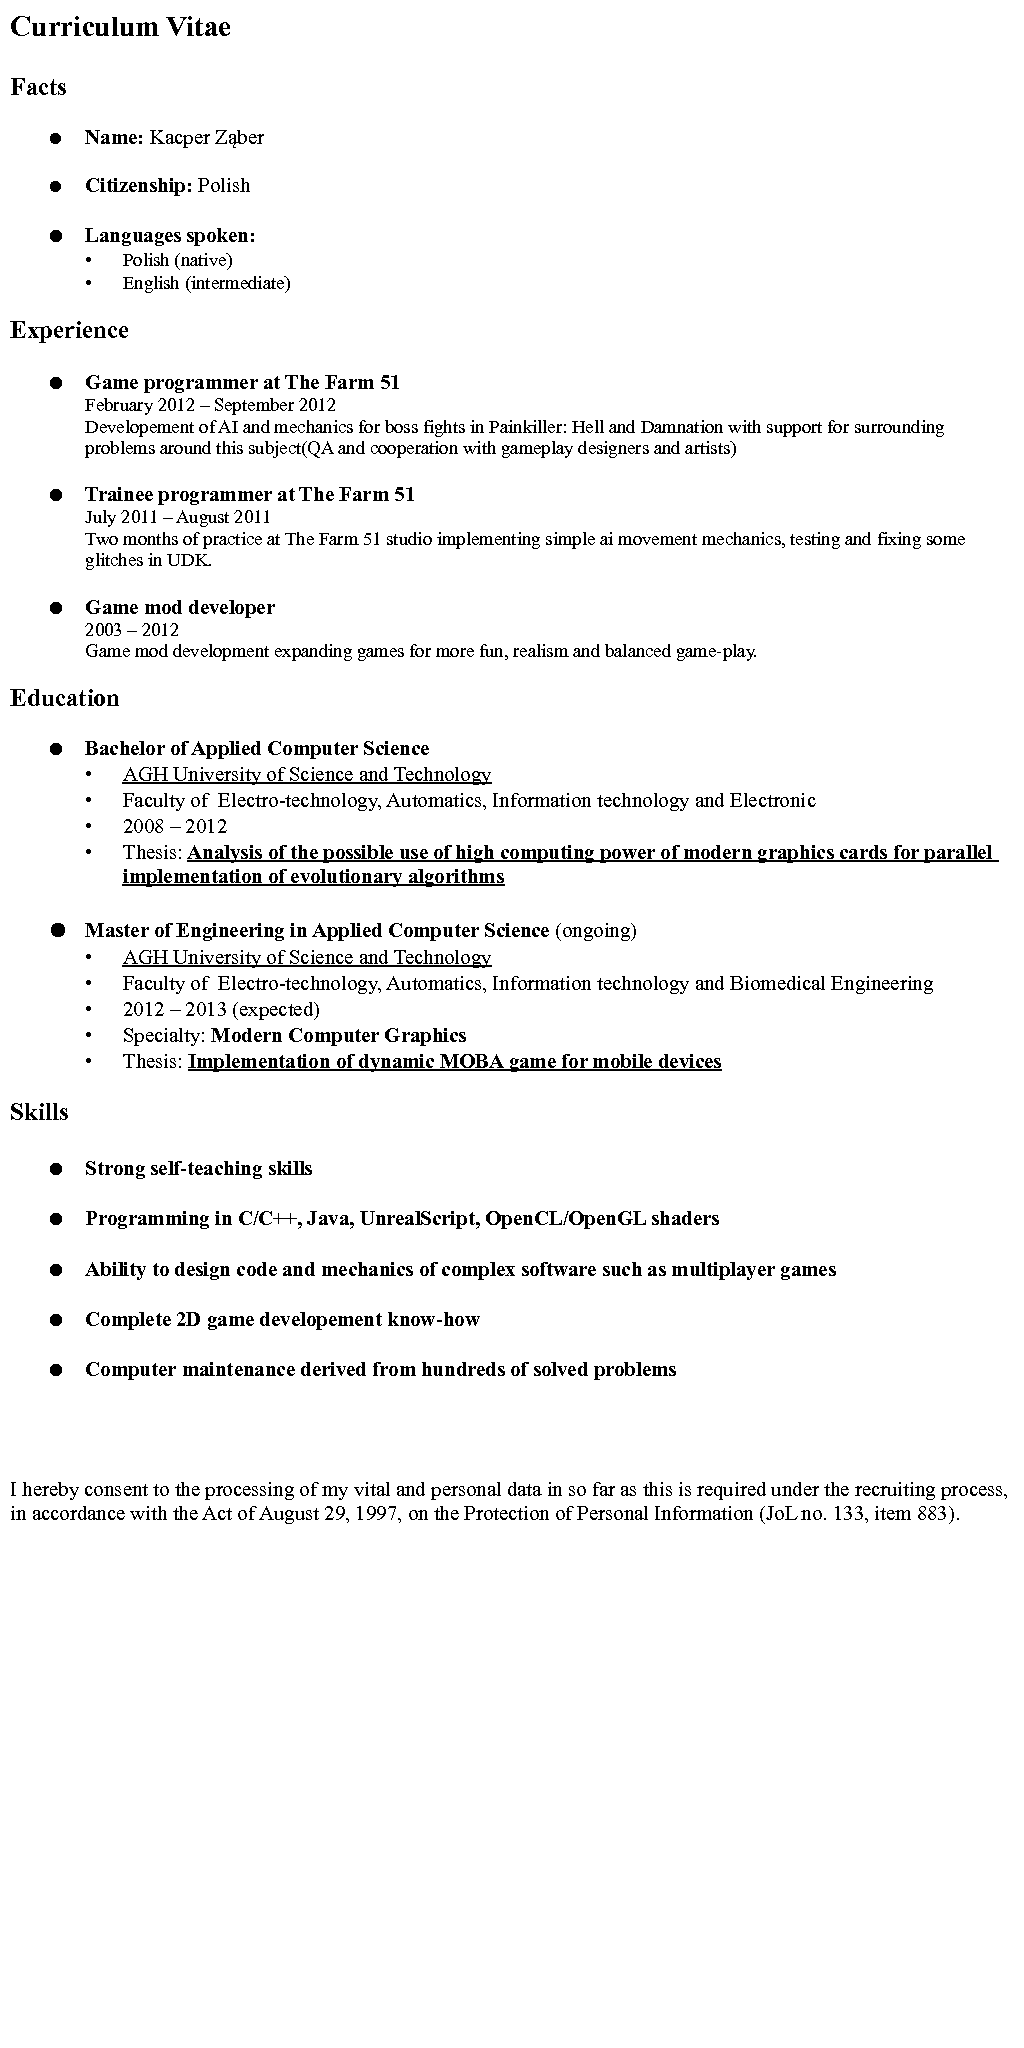 Curriculum Vitae
Facts
● Name: Kacper Ząber
● Citizenship: Polish
● Languages spoken:
• Polish (native)
• English (intermediate)
Experience
● Game programmer at The Farm 51
February 2012 – September 2012
Developement of AI and mechanics for boss fights in Painkiller: Hell and Damnation with support for surrounding
problems around this subject(QA and cooperation with gameplay designers and artists)
● Trainee programmer at The Farm 51
July 2011 – August 2011
Two months of practice at The Farm 51 studio implementing simple ai movement mechanics, testing and fixing some
glitches in UDK.
● Game mod developer
2003 – 2012
Game mod development expanding games for more fun, realism and balanced game-play.
Education
● Bachelor of Applied Computer Science
• AGH University of Science and Technology
• Faculty of  Electro-technology, Automatics, Information technology and Electronic
• 2008 – 2012
• Thesis: Analysis of the possible use of high computing power of modern graphics cards for parallel
implementation of evolutionary algorithms
● Master of Engineering in Applied Computer Science (ongoing)
• AGH University of Science and Technology
• Faculty of  Electro-technology, Automatics, Information technology and Biomedical Engineering
• 2012 – 2013 (expected)
• Specialty: Modern Computer Graphics
• Thesis: Implementation of dynamic MOBA game for mobile devices
Skills
● Strong self-teaching skills
● Programming in C/C++, Java, UnrealScript, OpenCL/OpenGL shaders
● Ability to design code and mechanics of complex software such as multiplayer games
● Complete 2D game developement know-how
● Computer maintenance derived from hundreds of solved problems
I hereby consent to the processing of my vital and personal data in so far as this is required under the recruiting process,
in accordance with the Act of August 29, 1997, on the Protection of Personal Information (JoL no. 133, item 883).